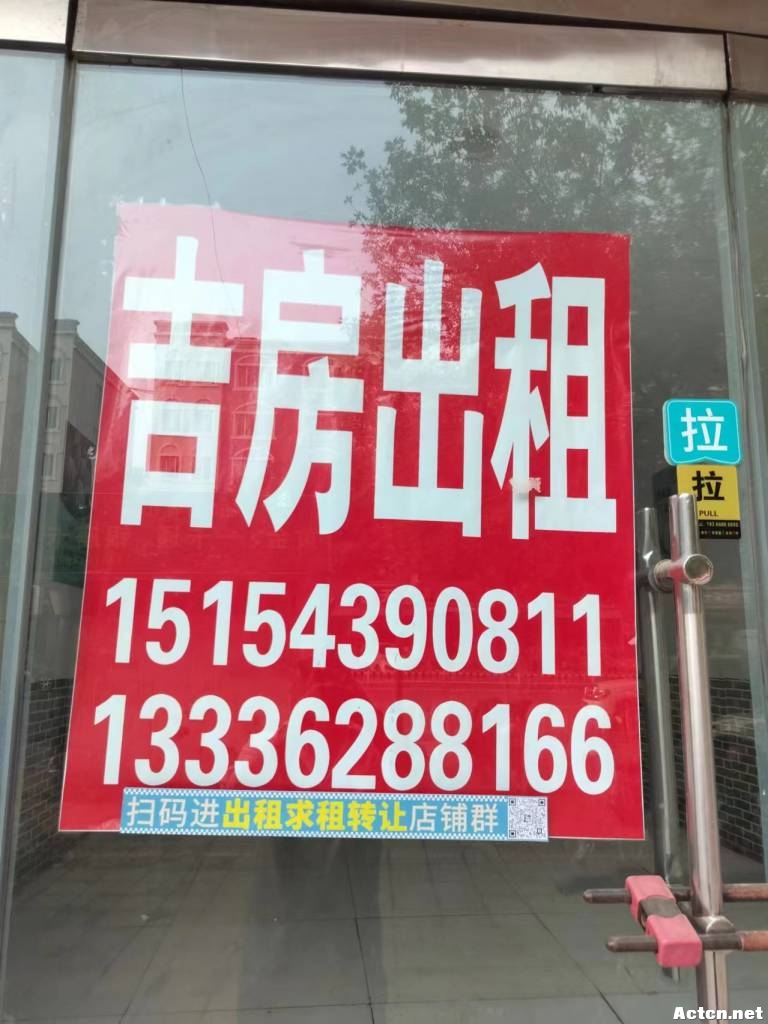 吉房出租
15154390811
13336288166
扫码进出租求租转让店铺群
拉
拉
PULL
Actcn.net